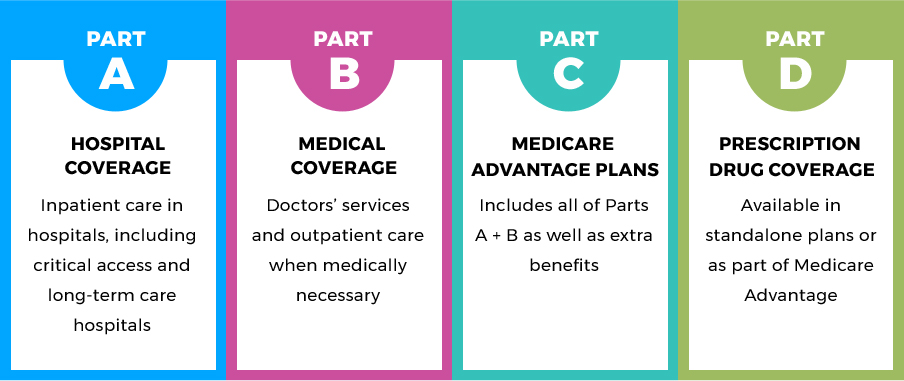 PART
A
HOSPITAL
COVERAGE
Inpatient care in
hospitals, including
critical access and
long-term care
hospitals
PART
B
MEDICAL
COVERAGE
Doctors’ services
and outpatient care
when medically
necessary
PART
C
MEDICARE
ADVANTAGE PLANS
Includes all of Parts
A + B as well as extra
benefits
PART
D
PRESCRIPTION
DRUG COVERAGE
Available in
standalone plans or
as part of Medicare
Advantage